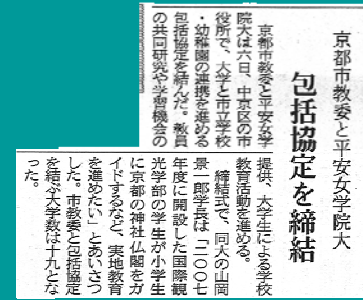 京都市教委と平安女学院大
包括協定を締結
京都市教委と平安女学
院大は六日、中京区の市
役所で、大学と市立学校
・幼稚園の連携を進める
包括協定を結んだ。教員
の共同研究や学習機会の
提供、大学生による学校
教育活動を進める。
締結式で、同大の山岡
景一郎学長は「二〇〇七
年度に開設した国際観
光学部の学生が小学生
に京都の神社仏閣をガ
イドするなど、実地教育
を進めたい」とあいさつ
した。市教委と包括協定
を結ぶ大学数は十九とな
った。